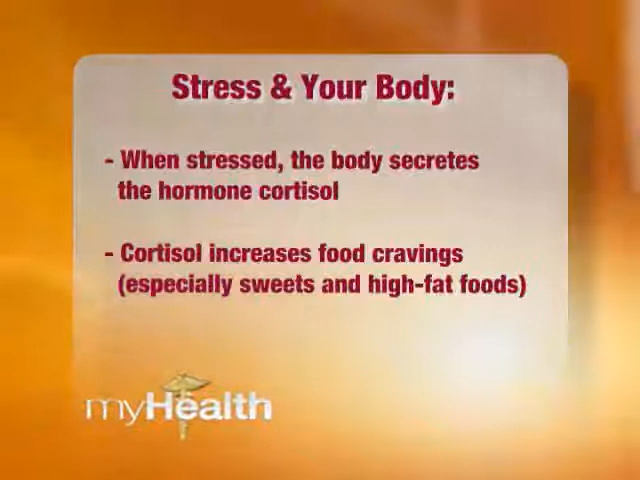 Stress & Your Body:
- When stressed, the body secretes
the hormone cortisol
- Cortisol increases food cravings
(especially sweets and high-fat foods)
myHealth